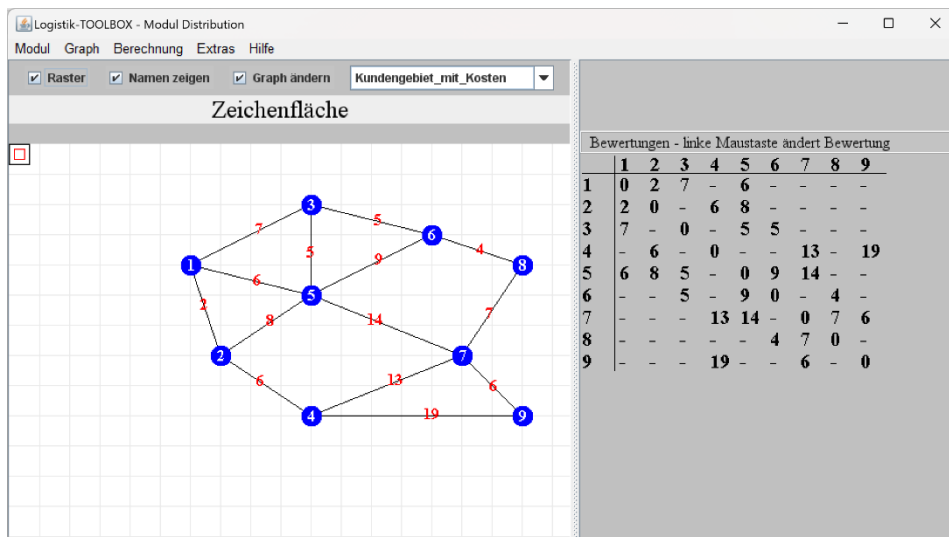 Logistik-TOOLBOX - Modul Distribution
Modul Graph Berechnung Extras Hilfe
Raster Namen zeigen Graph ändern Kundengebiet_mit_Kosten
Zeichenfläche
3
7
5
6
5
9
4
1
6
8
5
2
8
14
7
2
7
6
13
6
4
19
9
Bewertungen - linke Maustaste ändert Bewertung
1 2 3 4 5 6 7 8 9
1 0 2 7 - 6 - - - -
2 2 0 - 6 8 - - - -
3 7 - 0 - 5 5 - - -
4 - 6 - 0 - - 13 - 19
5 6 8 5 - 0 9 14 - -
6 - - 5 - 9 0 - 4 -
7 - - - 13 14 - 0 7 6
8 - - - - - 4 7 0 -
9 - - - 19 - - 6 - 0